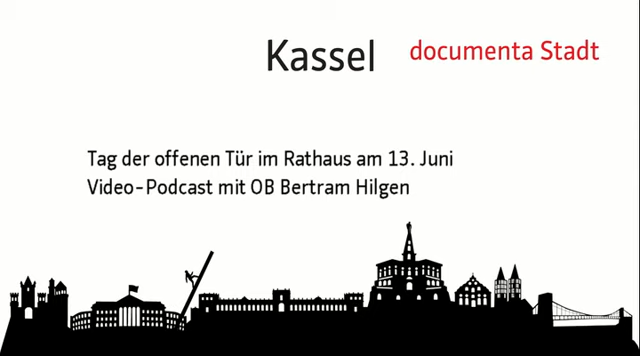 Kassel documenta Stadt
Tag der offenen Tür im Rathaus am 13. Juni
Video-Podcast mit OB Bertram Hilgen